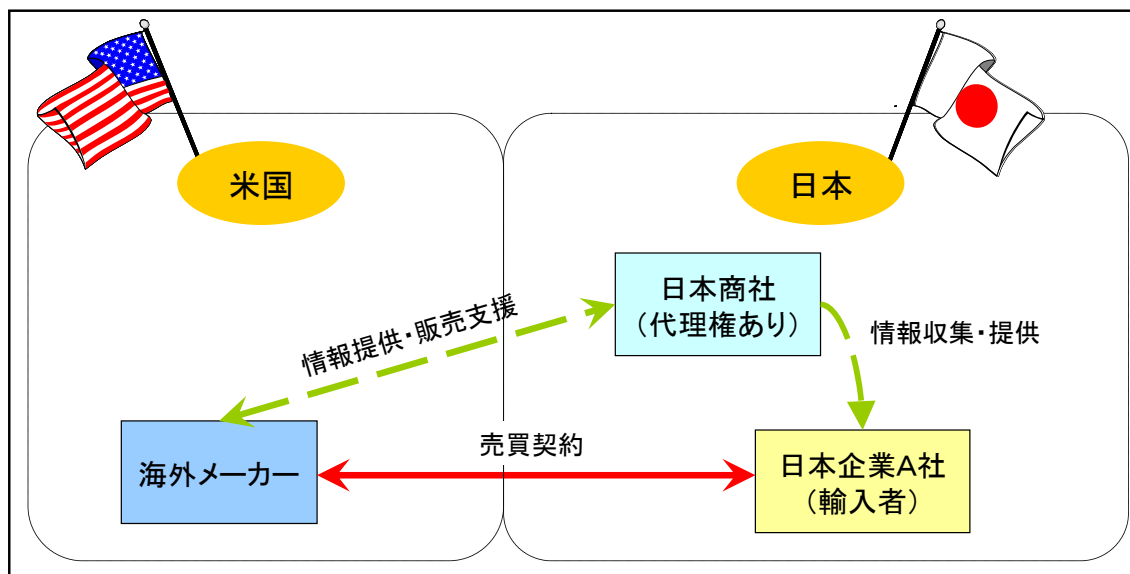 米国
日本
日本商社
（代理権あり）
情報提供・販売支援
情報収集・提供
売買契約
海外メーカー
日本企業A社
（輸入者）